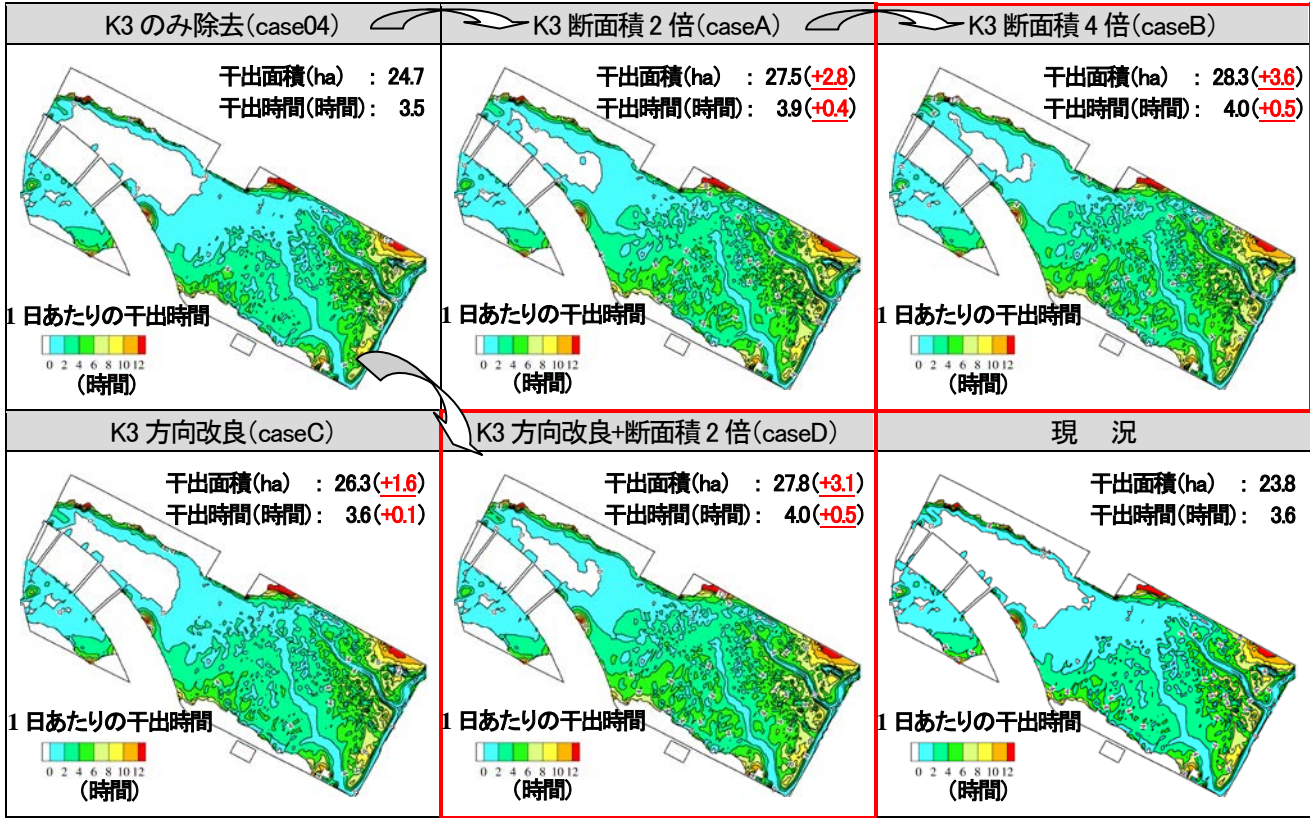 K3 のみ除去(case04)
K3 断面積 2 倍(caseA)
K3 断面積 4 倍(caseB)
干出面積(ha) : 24.7
干出時間(時間): 3.5
1 日あたりの干出時間
0 2 4 6 8 10 12
(時間)
干出面積(ha) : 27.5(+2.8)
干出時間(時間): 3.9(+0.4)
1 日あたりの干出時間
0 2 4 6 8 10 12
(時間)
干出面積(ha) : 28.3(+3.6)
干出時間(時間): 4.0(+0.5)
1 日あたりの干出時間
0 2 4 6 8 10 12
(時間)
K3 方向改良(caseC)
K3 方向改良+断面積 2 倍(caseD)
現 況
干出面積(ha) : 26.3(+1.6)
干出時間(時間): 3.6(+0.1)
1 日あたりの干出時間
0 2 4 6 8 10 12
(時間)
干出面積(ha) : 27.8(+3.1)
干出時間(時間): 4.0(+0.5)
1 日あたりの干出時間
0 2 4 6 8 10 12
(時間)
干出面積(ha) : 23.8
干出時間(時間): 3.6
1 日あたりの干出時間
0 2 4 6 8 10 12
(時間)